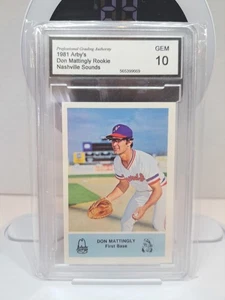 Professional Grading Authority
1981 Arby's
Don Mattingly Rookie
Nashville Sounds
GEM
10
DON MATTINGLY
First Base